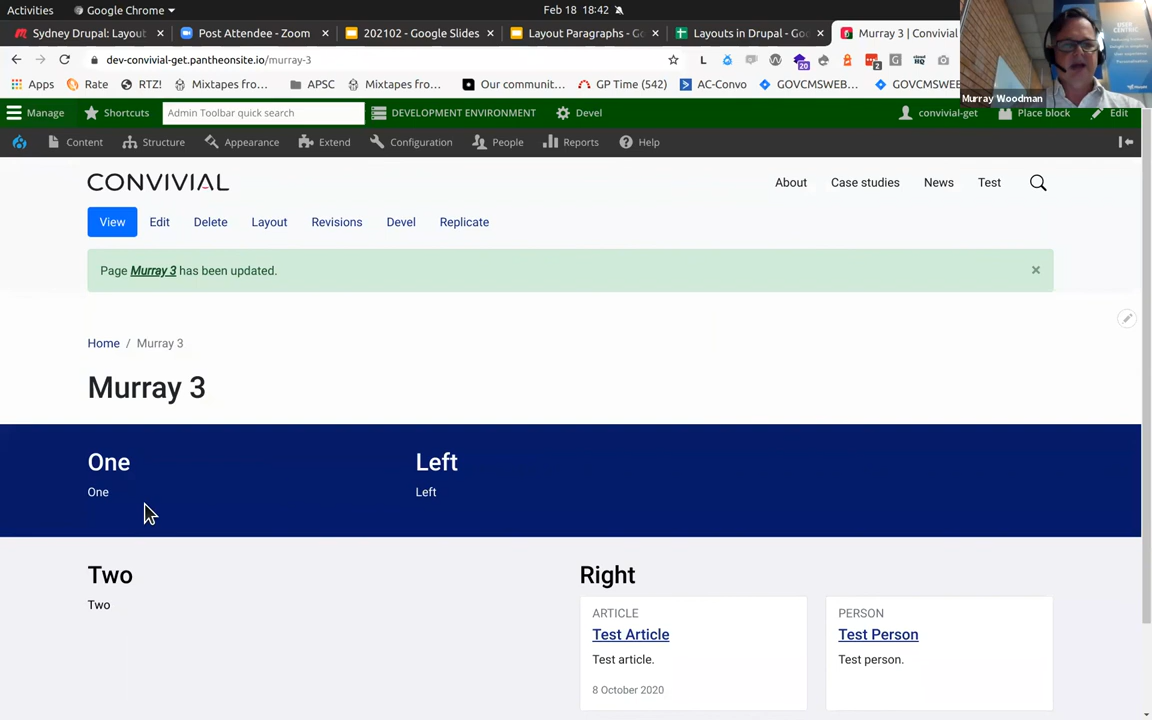 Activities
Google Chrome
Feb 18 18:42
Sydney Drupal: Layou ×
Post Attendee - Zoom ×
202102 - Google Slides ×
Layout Paragraphs - Go ×
Layouts in Drupal - Goo ×
Murray 3 | Convivial
dev-convivial-get.pantheonsite.io/murray-3
L
20
2
Apps
Rate
RTZ!
Mixtapes fro...
APSC
Mixtapes fro...
Our communit...
GP Time (542)
AC-Convo
GOVCMSWEB...
GOVCMSWEB...
Murray Woodman
Manage
Shortcuts
Admin Toolbar quick search
DEVELOPMENT ENVIRONMENT
Devel
convivial-get
Place block
Edit
Content
Structure
Appearance
Extend
Configuration
People
Reports
Help
CONVIVIAL
About
Case studies
News
Test
View
Edit
Delete
Layout
Revisions
Devel
Replicate
Page Murray 3 has been updated.
×
Home / Murray 3
Murray 3
One
One
Left
Left
Two
Two
Right
ARTICLE
Test Article
Test article.
8 October 2020
PERSON
Test Person
Test person.